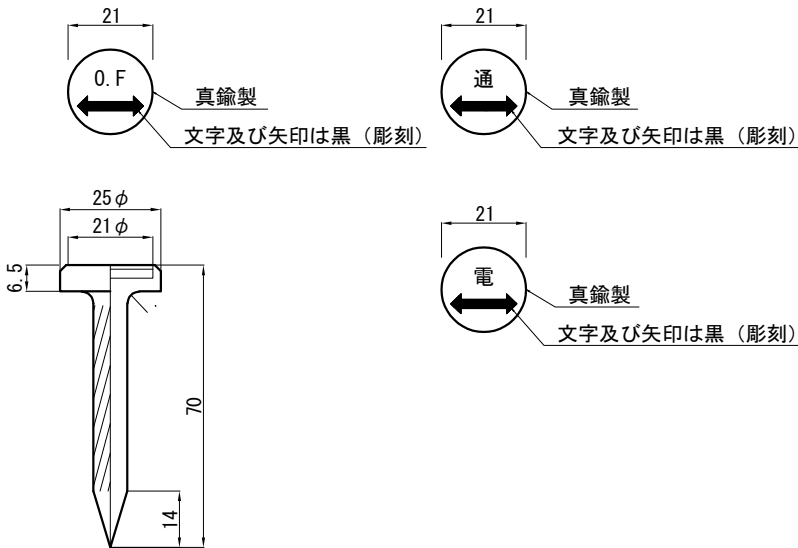 21
O.F
真鍮製
文字及び矢印は黒（彫刻）
21
通
真鍮製
文字及び矢印は黒（彫刻）
25φ
21φ
6.5
70
14
21
電
真鍮製
文字及び矢印は黒（彫刻）